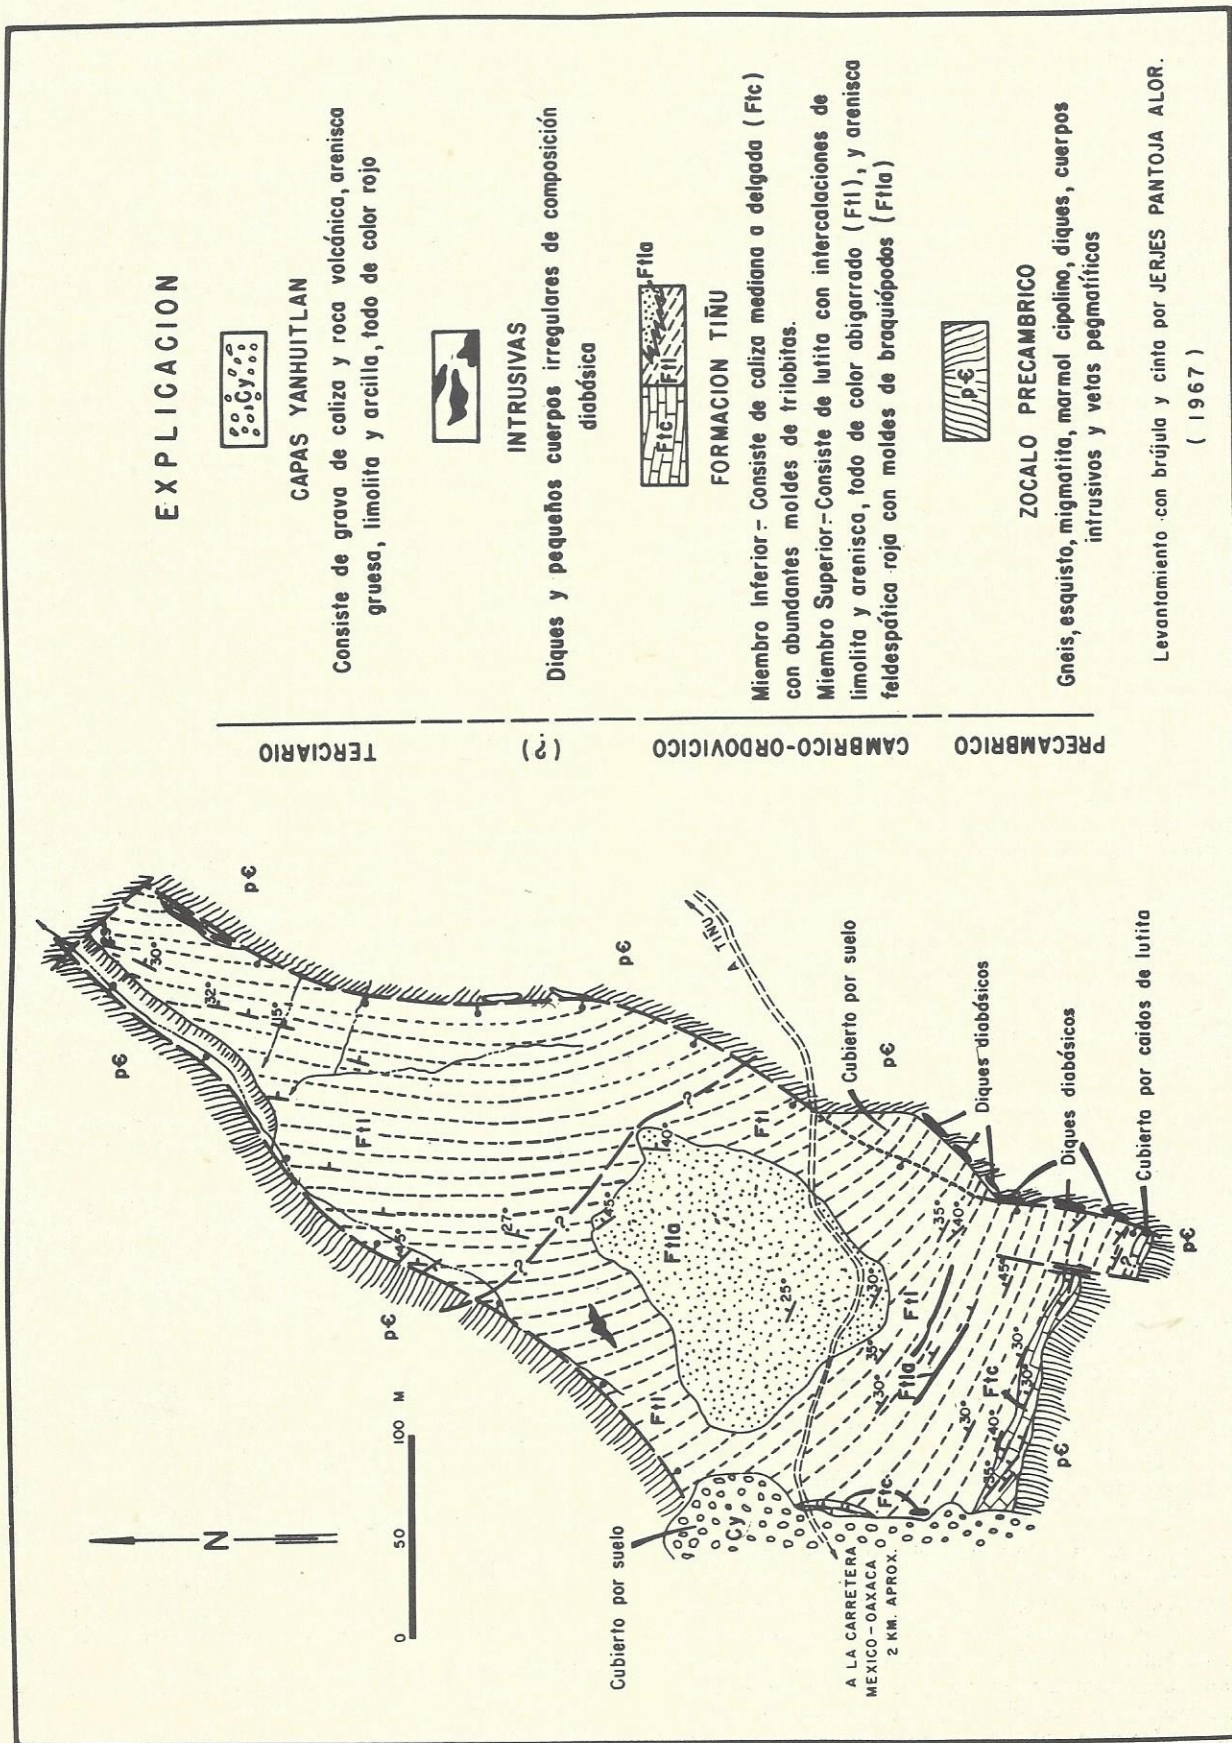 EXPLICACION
Cy
CAPAS YANHUITLAN
Consiste de grava de caliza y roca volcánica, arenisca
gruesa, limolita y arcilla, todo de color rojo
INTRUSIVAS
Diques y pequeños cuerpos irregulares de composición
diabásica
Ftc
Ftl
Ftla
FORMACION TIÑU
Miembro Inferior.- Consiste de caliza mediana a delgada (Ftc)
con abundantes moldes de trilobitas.
Miembro Superior.- Consiste de lutita con intercalaciones de
limolita y arenisca, todo de color abigarrado (Ftl), y arenisca
feldespática roja con moldes de braquiópodos (Ftla)
p€
ZOCALO PRECAMBRICO
Gneis, esquisto, migmatita, marmol cipolino, diques, cuerpos
intrusivos y vetas pegmatíticas
Levantamiento con brújula y cinta por JERJES PANTOJA ALOR.
(1967)
TERCIARIO
(?)
CAMBRICO-ORDOVICICO
PRECAMBRICO
N
0 50 100 M
p€
p€
30°
32°
15°
Ftl
45°
p€
27°
?
?
?
p€
A TIÑU
45°
40°
Ftla
Ftl
Ftl
25°
30°
Cubierto por suelo
Cy
Ftc
A LA CARRETERA
MEXICO-OAXACA
2 KM. APROX.
Cubierto por suelo
p€
35°
30°
Ftl
35°
40°
Ftla
30°
45°
Ftc
40°
35°
30°
30°
p€
Diques diabásicos
Diques diabásicos
Cubierto por caidos de lutita
p€